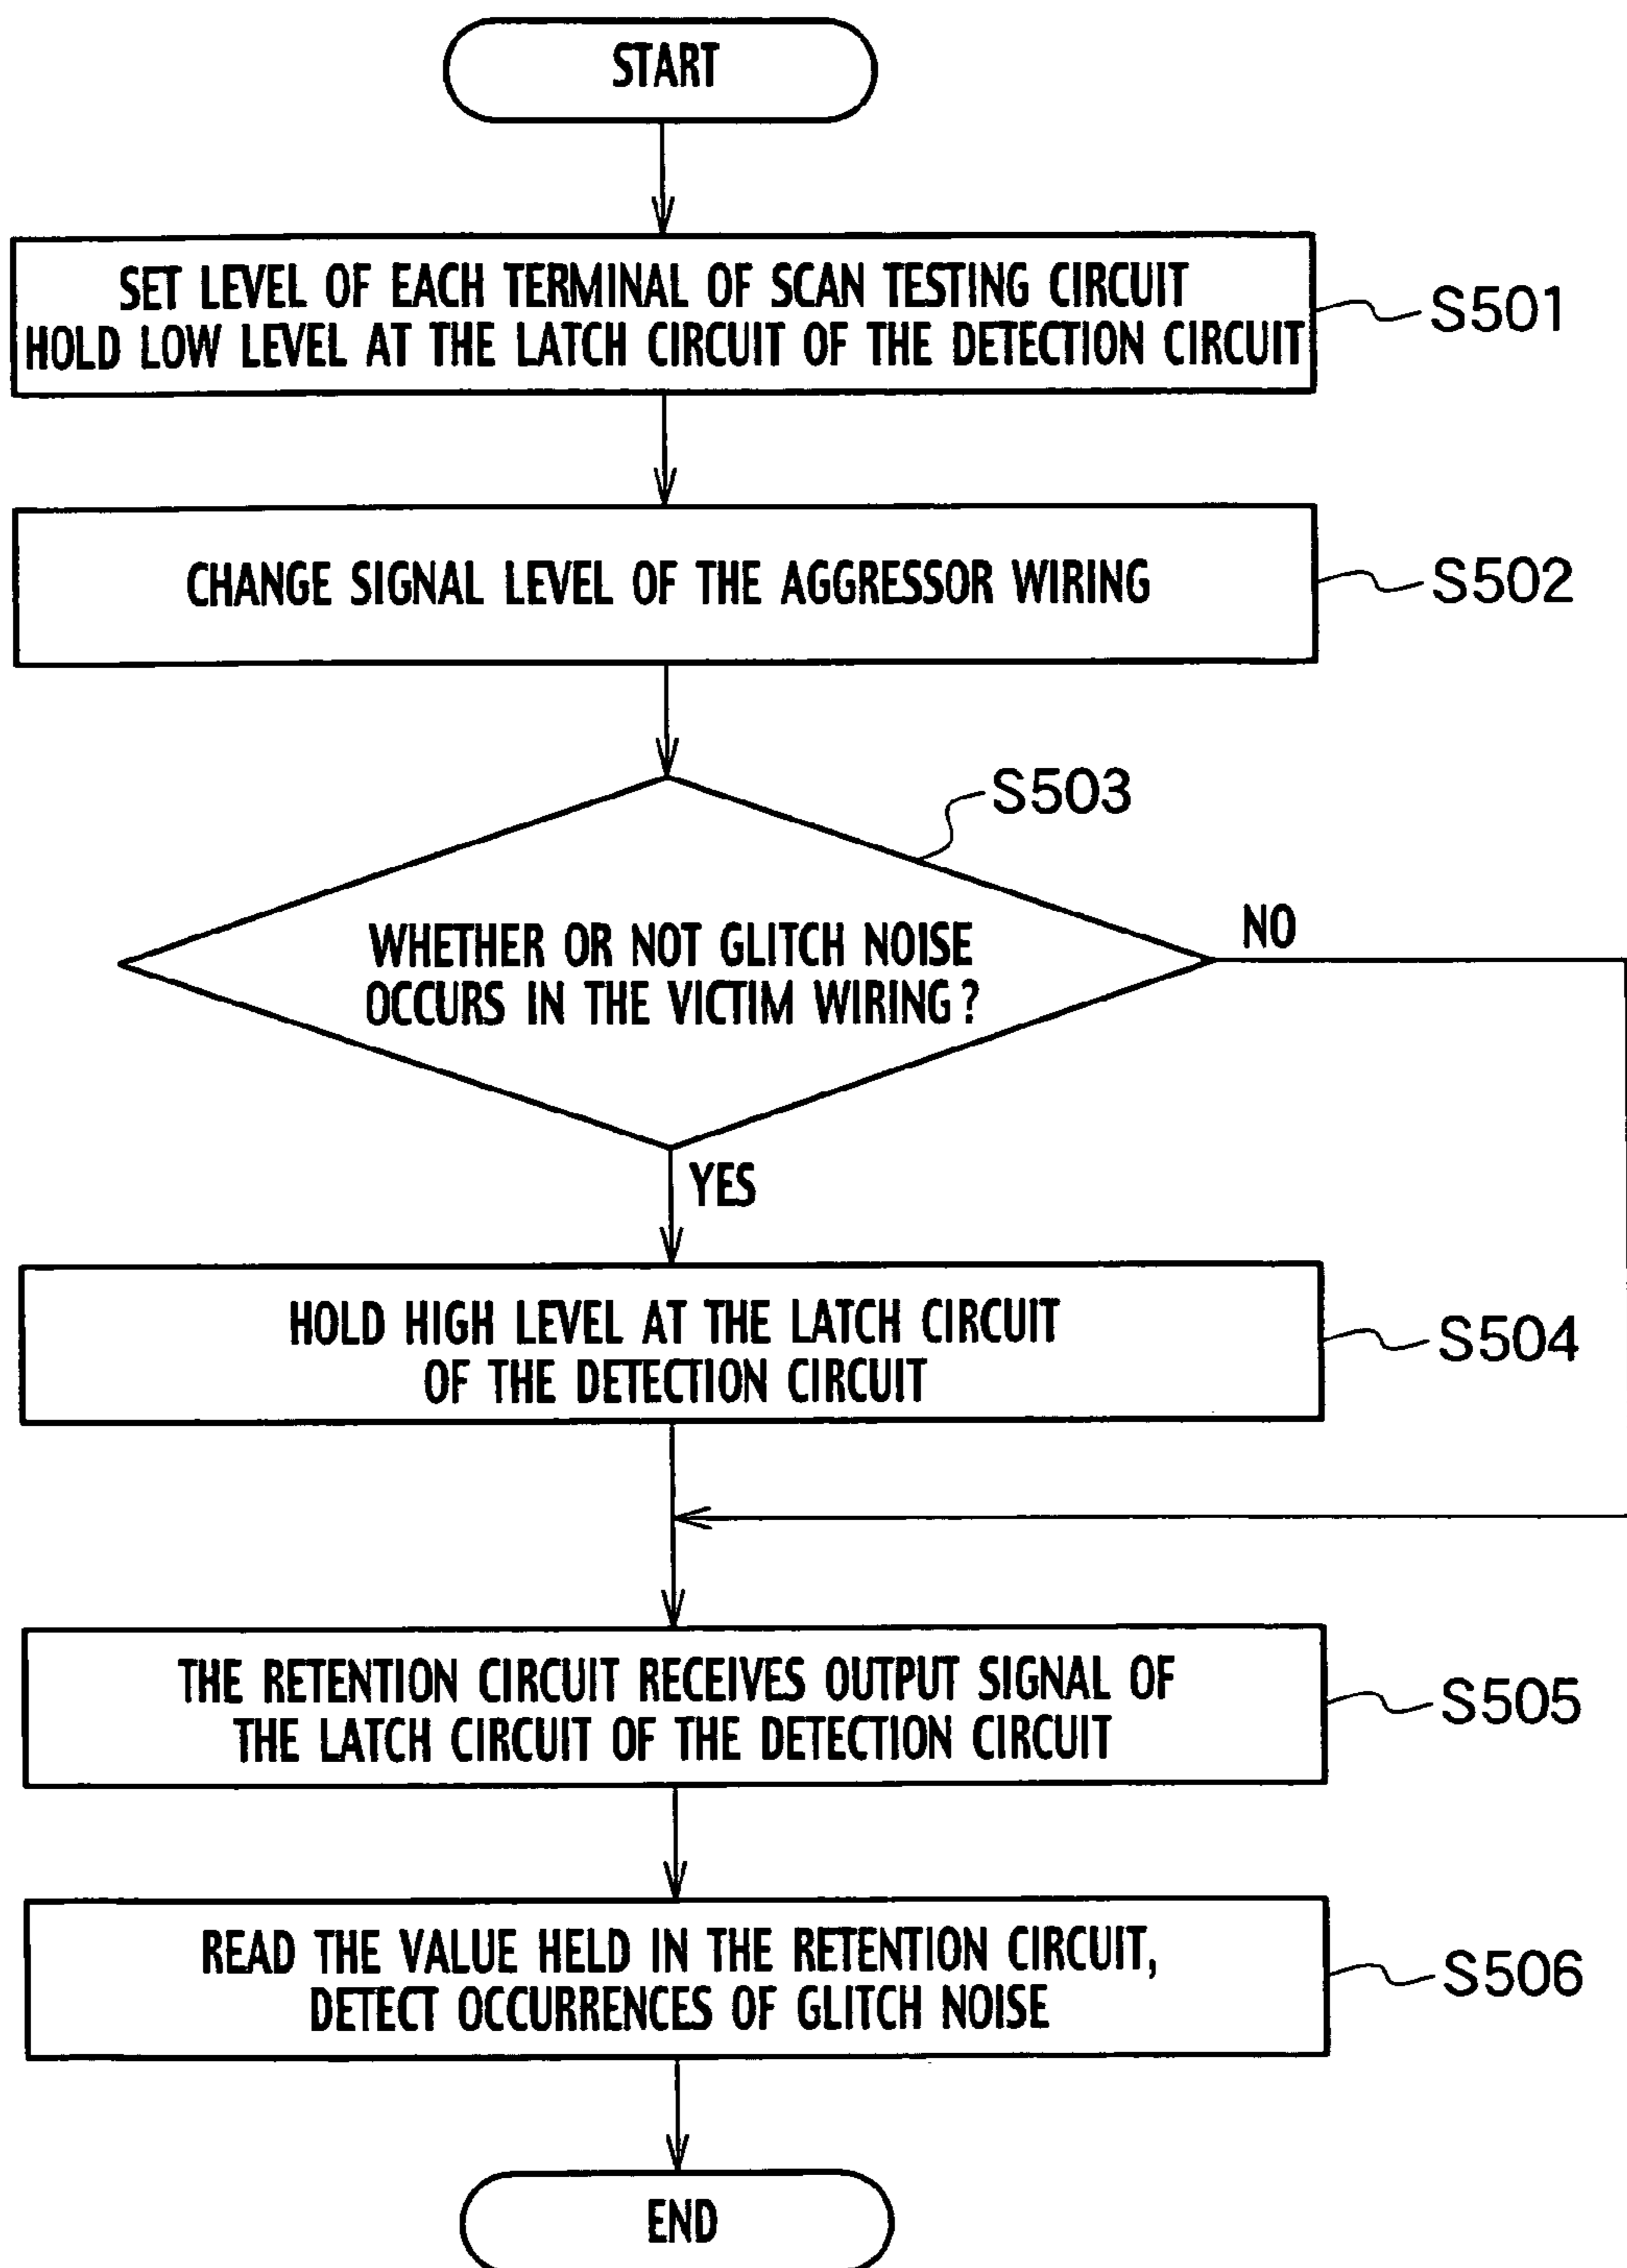 START
SET LEVEL OF EACH TERMINAL OF SCAN TESTING CIRCUIT
HOLD LOW LEVEL AT THE LATCH CIRCUIT OF THE DETECTION CIRCUIT
S501
CHANGE SIGNAL LEVEL OF THE AGGRESSOR WIRING
S502
S503
WHETHER OR NOT GLITCH NOISE
OCCURS IN THE VICTIM WIRING?
NO
YES
HOLD HIGH LEVEL AT THE LATCH CIRCUIT
OF THE DETECTION CIRCUIT
S504
THE RETENTION CIRCUIT RECEIVES OUTPUT SIGNAL OF
THE LATCH CIRCUIT OF THE DETECTION CIRCUIT
S505
READ THE VALUE HELD IN THE RETENTION CIRCUIT,
DETECT OCCURRENCES OF GLITCH NOISE
S506
END